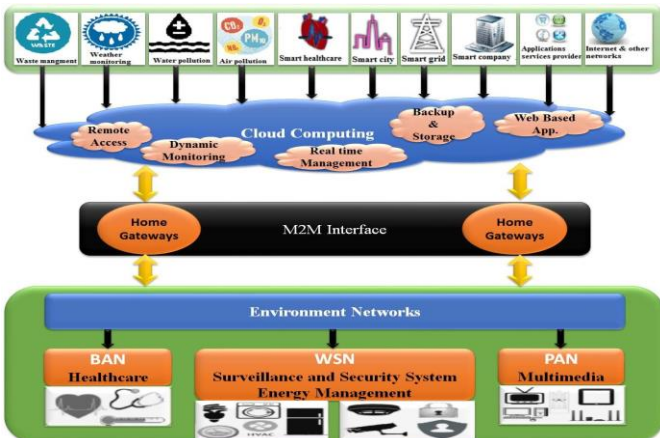 WASTE
CO₂
PM₁₀
Waste managment
Weather
monitoring
Water pollution
Air pollution
Smart healthcare
Smart city
Smart grid
Smart company
Applications
services provider
Internet & other
networks
Remote
Access
Cloud Computing
Dynamic
Monitoring
Real time
Management
Backup
&
Storage
Web Based
App.
Home
Gateways
M2M Interface
Home
Gateways
Environment Networks
BAN
Healthcare
WSN
Surveillance and Security System
Energy Management
PAN
Multimedia
HVAC